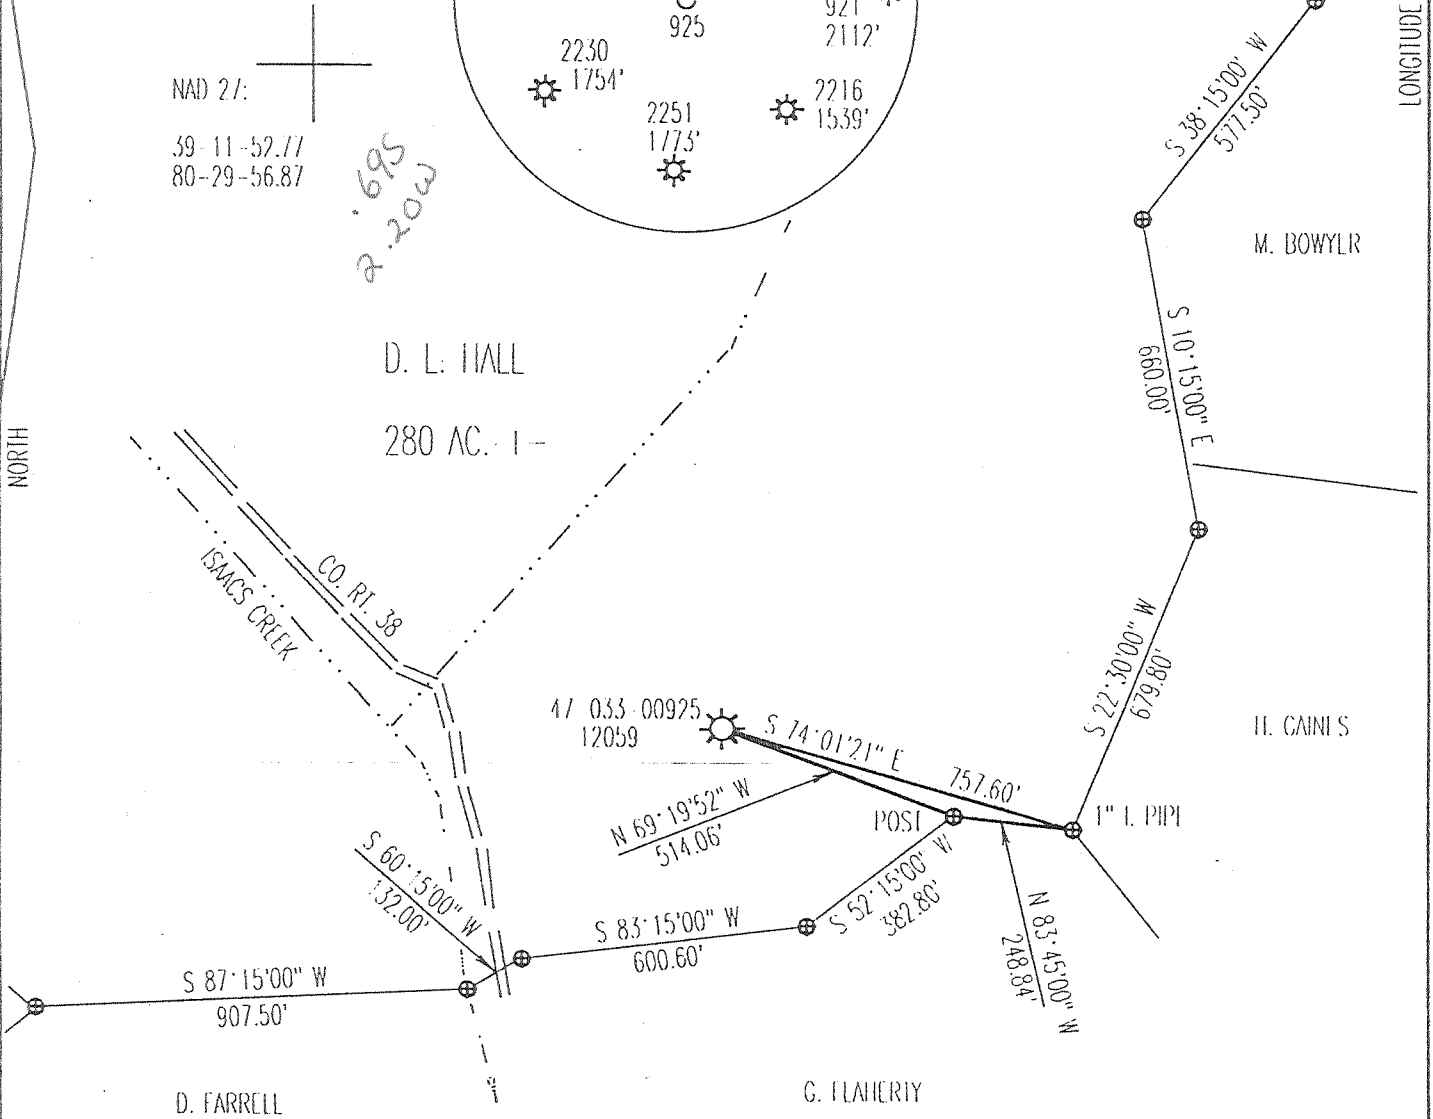 925
921
2112'
LONGITUDE
2230
1754'
2216
1539'
2251
1773'
NAD 27:
39-11-52.77
80-29-56.87
.69S
2.20W
S 38°15'00" W
577.50'
M. BOWYER
S 10°15'00" E
660.00'
D. L. HALL
280 AC. +-
NORTH
CO. RT. 38
ISAACS CREEK
S 22°30'00" W
679.80'
47-033-00925
12059
H. GAINES
S 74°01'21" E
757.60'
N 69°19'52" W
514.06'
POST
1" I. PIPE
S 52°15'00" W
382.80'
N 83°45'00" W
248.84'
S 60°15'00" W
132.00'
S 83°15'00" W
600.60'
S 87°15'00" W
907.50'
D. FARRELL
G. FLAHERTY